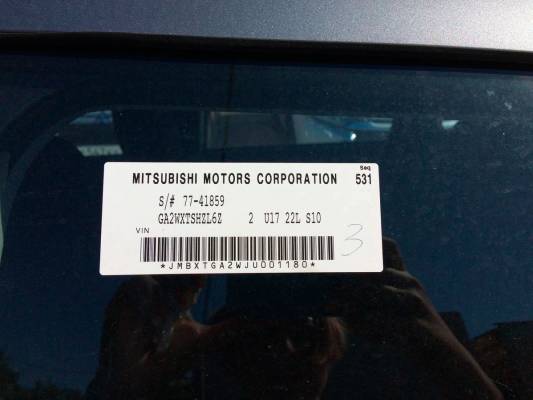 Seq
MITSUBISHI MOTORS CORPORATION 531
S/# 77-41859
GA2WXTSHZL6Z 2 U17 22L S10
VIN
3
*JMBXTGA2WJU001180*